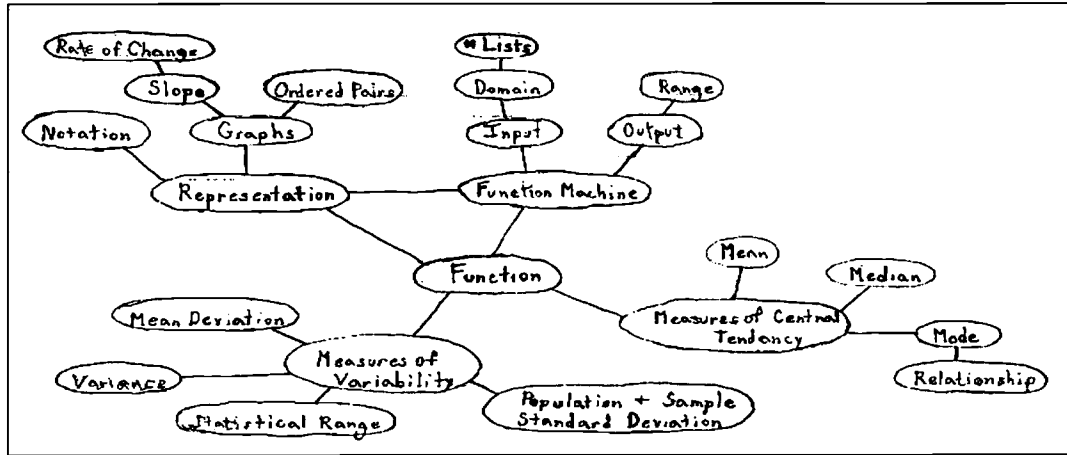 Rate of Change
# Lists
Slope
Ordered Pairs
Domain
Range
Notation
Graphs
Input
Output
Representation
Function Machine
Function
Mean
Median
Mean Deviation
Measures of Central
Tendency
Mode
Measures of
Variability
Relationship
Variance
Population + Sample
Standard Deviation
Statistical Range